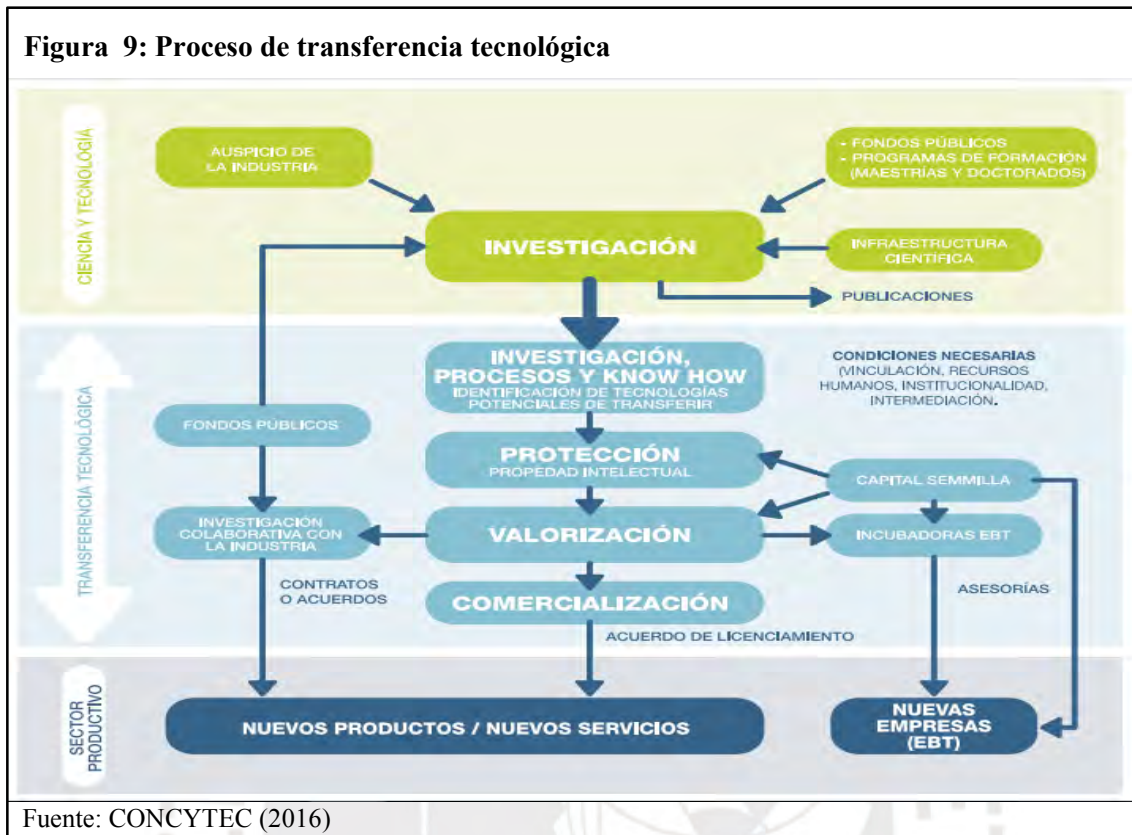 Figura 9: Proceso de transferencia tecnológica
CIENCIA Y TECNOLOGÍA
AUSPICIO DE
LA INDUSTRIA
- FONDOS PÚBLICOS
- PROGRAMAS DE FORMACIÓN
(MAESTRÍAS Y DOCTORADOS)
INVESTIGACIÓN
INFRAESTRUCTURA
CIENTÍFICA
PUBLICACIONES
TRANSFERENCIA TECNOLÓGICA
INVESTIGACIÓN,
PROCESOS Y KNOW HOW
IDENTIFICACIÓN DE TECNOLOGÍAS
POTENCIALES DE TRANSFERIR
CONDICIONES NECESARIAS
(VINCULACIÓN, RECURSOS
HUMANOS, INSTITUCIONALIDAD,
INTERMEDIACIÓN.
FONDOS PÚBLICOS
PROTECCIÓN
PROPEDAD INTELECTUAL
CAPITAL SEMMILLA
INVESTIGACIÓN
COLABORATIVA CON
LA INDUSTRIA
VALORIZACIÓN
INCUBADORAS EBT
CONTRATOS
O ACUERDOS
COMERCIALIZACIÓN
ASESORÍAS
ACUERDO DE LICENCIAMIENTO
SECTOR
PRODUCTIVO
NUEVOS PRODUCTOS / NUEVOS SERVICIOS
NUEVAS
EMPRESAS
(EBT)
Fuente: CONCYTEC (2016)